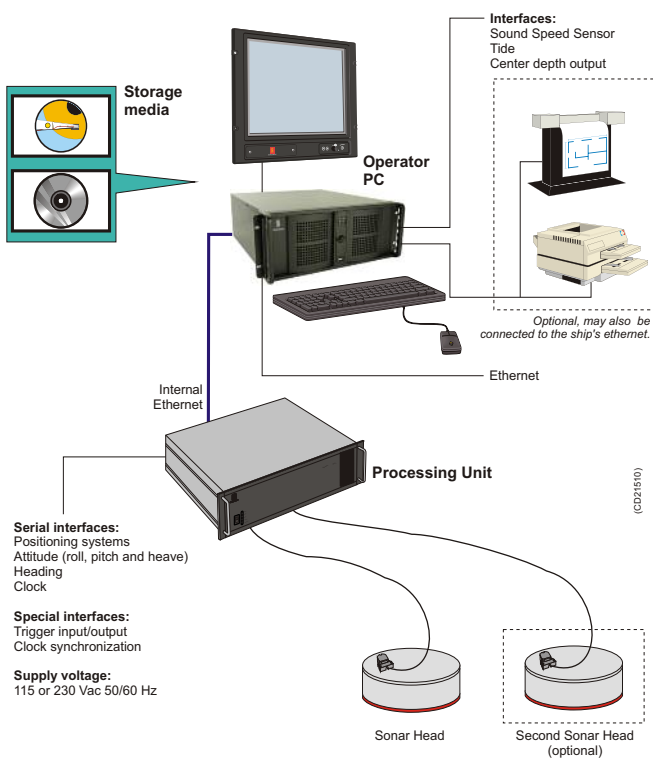 Interfaces:
Sound Speed Sensor
Tide
Center depth output
Storage
media
Operator
PC
Optional, may also be
connected to the ship's ethernet.
Ethernet
Internal
Ethernet
Processing Unit
(CD21510)
Serial interfaces:
Positioning systems
Attitude (roll, pitch and heave)
Heading
Clock
Special interfaces:
Trigger input/output
Clock synchronization
Supply voltage:
115 or 230 Vac 50/60 Hz
Sonar Head
Second Sonar Head
(optional)